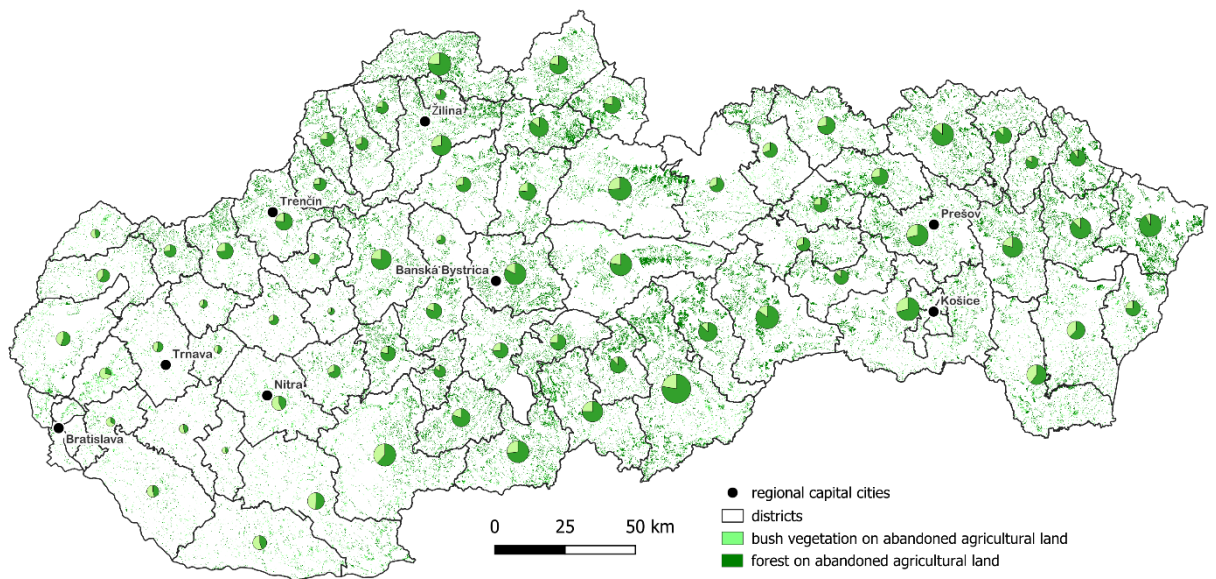 Žilina
Trenčín
Prešov
Banská Bystrica
Košice
Trnava
Nitra
Bratislava
0 25 50 km
regional capital cities
districts
bush vegetation on abandoned agricultural land
forest on abandoned agricultural land